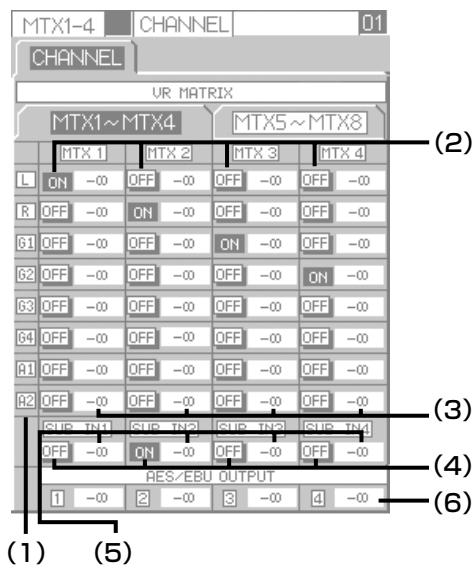 MTX1-4 CHANNEL 01
CHANNEL
VR MATRIX
MTX1~MTX4 MTX5~MTX8
MTX 1 MTX 2 MTX 3 MTX 4
L ON -∞ OFF -∞ OFF -∞ OFF -∞
R OFF -∞ ON -∞ OFF -∞ OFF -∞
G1 OFF -∞ OFF -∞ ON -∞ OFF -∞
G2 OFF -∞ OFF -∞ OFF -∞ ON -∞
G3 OFF -∞ OFF -∞ OFF -∞ OFF -∞
G4 OFF -∞ OFF -∞ OFF -∞ OFF -∞
A1 OFF -∞ OFF -∞ OFF -∞ OFF -∞
A2 OFF -∞ OFF -∞ OFF -∞ OFF -∞
SUB IN1 SUB IN2 SUB IN3 SUB IN4
OFF -∞ ON -∞ OFF -∞ OFF -∞
AES/EBU OUTPUT
1 -∞ 2 -∞ 3 -∞ 4 -∞
(2)
(3)
(4)
(6)
(1) (5)